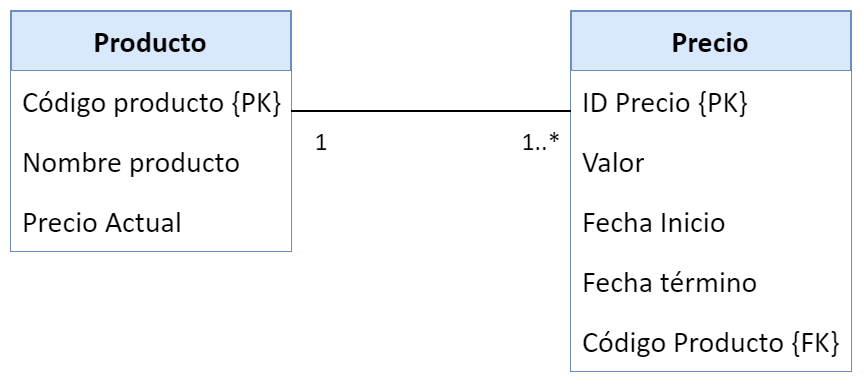 Producto
Código producto {PK}
Nombre producto
Precio Actual
1
1..*
Precio
ID Precio {PK}
Valor
Fecha Inicio
Fecha término
Código Producto {FK}